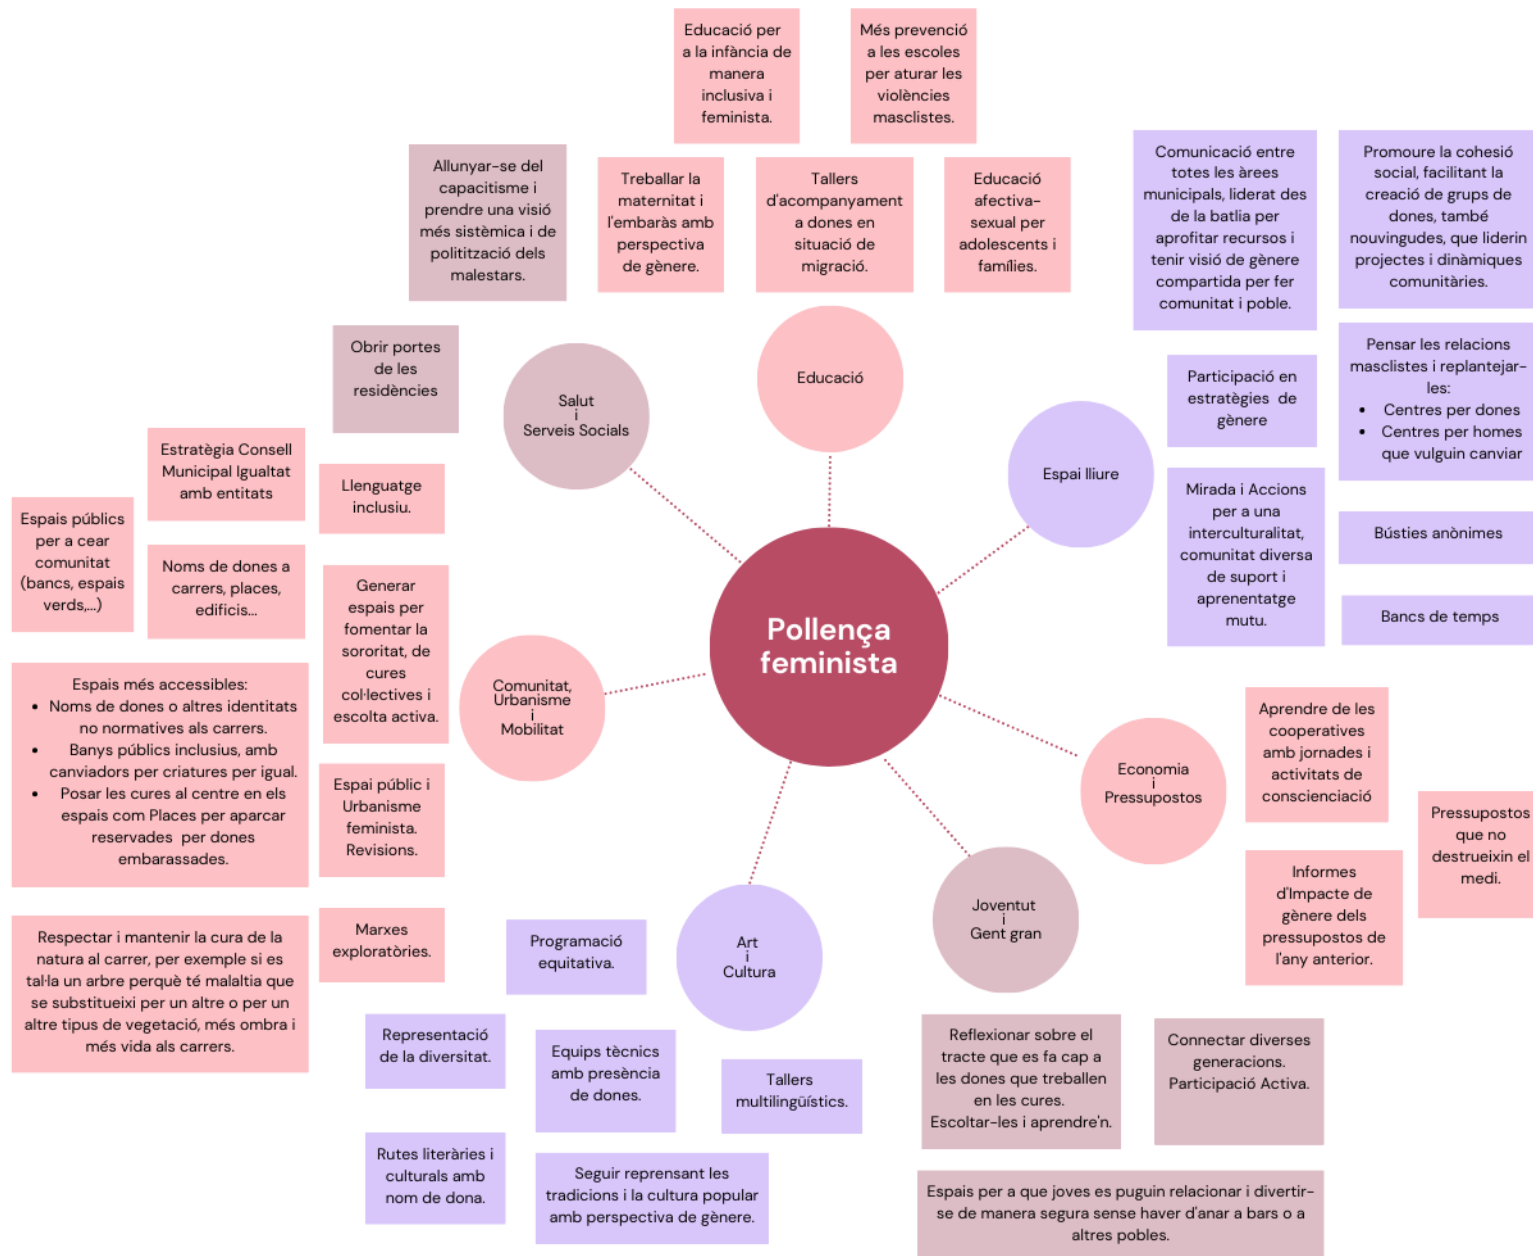 Educació per
a la infància de
manera
inclusiva i
feminista.
Més prevenció
a les escoles
per aturar les
violències
masclistes.
Allunyar-se del
capacitisme i
prendre una visió
més sistèmica i de
politització dels
malestars.
Treballar la
maternitat i
l'embaràs amb
perspectiva
de gènere.
Tallers
d'acompanyament
a dones en
situació de
migració.
Educació
afectiva-
sexual per
adolescents i
famílies.
Comunicació entre
totes les àrees
municipals, liderat des
de la batlia per
aprofitar recursos i
tenir visió de gènere
compartida per fer
comunitat i poble.
Promoure la cohesió
social, facilitant la
creació de grups de
dones, també
nouvingudes, que liderin
projectes i dinàmiques
comunitàries.
Obrir portes
de les
residències
Salut
i
Serveis Socials
Educació
Espai lliure
Participació en
estratègies de
gènere
Pensar les relacions
masclistes i replantejar-
les:
• Centres per dones
• Centres per homes
que vulguin canviar
Mirada i Accions
per a una
interculturalitat,
comunitat diversa
de suport i
aprenentatge
mutu.
Bústies anònimes
Bancs de temps
Estratègia Consell
Municipal Igualtat
amb entitats
Llenguatge
inclusiu.
Espais públics
per a cear
comunitat
(bancs, espais
verds,...)
Noms de dones a
carrers, places,
edificis...
Generar
espais per
fomentar la
sororitat, de
cures
col·lectives i
escolta activa.
Pollença
feminista
Comunitat,
Urbanisme
i
Mobilitat
Espais més accessibles:
• Noms de dones o altres identitats
no normatives als carrers.
• Banys públics inclusius, amb
canviadors per criatures per igual.
• Posar les cures al centre en els
espais com Places per aparcar
reservades per dones
embarassades.
Espai públic i
Urbanisme
feminista.
Revisions.
Economia
i
Pressupostos
Aprendre de les
cooperatives
amb jornades i
activitats de
conscienciació
Pressupostos
que no
destrueixin el
medi.
Informes
d'Impacte de
gènere dels
pressupostos de
l'any anterior.
Respectar i mantenir la cura de la
natura al carrer, per exemple si es
tal·la un arbre perquè té malaltia que
se substitueixi per un altre o per un
altre tipus de vegetació, més ombra i
més vida als carrers.
Marxes
exploratòries.
Programació
equitativa.
Art
i
Cultura
Joventut
i
Gent gran
Representació
de la diversitat.
Equips tècnics
amb presència
de dones.
Tallers
multilingüístics.
Reflexionar sobre el
tracte que es fa cap a
les dones que treballen
en les cures.
Escoltar-les i aprendre'n.
Connectar diverses
generacions.
Participació Activa.
Rutes literàries i
culturals amb
nom de dona.
Seguir reprensant les
tradicions i la cultura popular
amb perspectiva de gènere.
Espais per a que joves es puguin relacionar i divertir-
se de manera segura sense haver d'anar a bars o a
altres pobles.